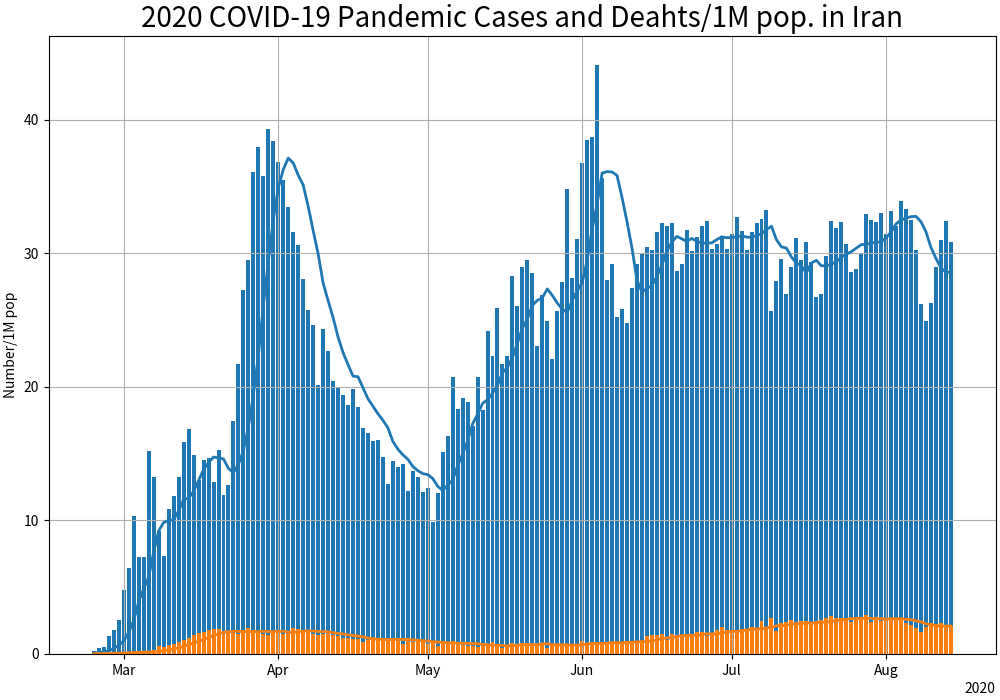 2020 COVID-19 Pandemic Cases and Deahts/1M pop. in Iran
Number/1M pop
40
30
20
10
0
Mar
Apr
May
Jun
Jul
Aug
2020